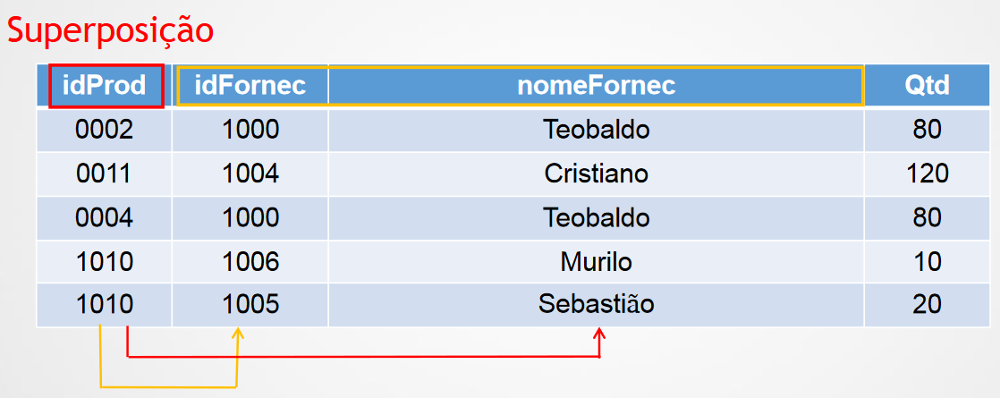 Superposição
idProd idFornec nomeFornec Qtd
0002 1000 Teobaldo 80
0011 1004 Cristiano 120
0004 1000 Teobaldo 80
1010 1006 Murilo 10
1010 1005 Sebastião 20